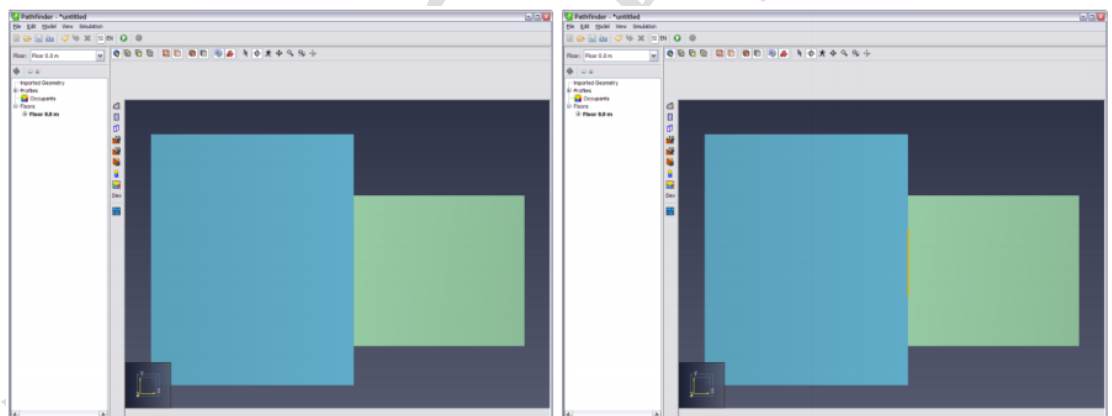 Pathfinder - *untitled
File Edit Model View Simulation
Floor: Floor 0.0 m
Imported Geometry
Profiles
Occupants
Floors
Floor 0.0 m
Dev
Pathfinder - *untitled
File Edit Model View Simulation
Floor: Floor 0.0 m
Imported Geometry
Profiles
Occupants
Floors
Floor 0.0 m
Dev